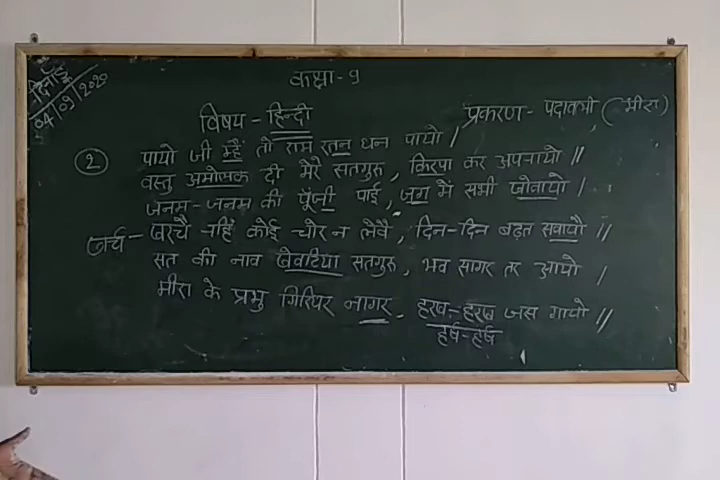 दिनाँक
04/09/2020
कक्षा - 9
विषय - हिन्दी
प्रकरण - पदावली (मीरा)
2 पायो जी म्हैं तो राम रतन धन पायो |
वस्तु अमोलक दी मेरे सतगुरु, किरपा कर अपनायो ||
जनम - जनम की पूँजी पाई, जग में सभी खोवायो |
खर्च - खरचै नहिं कोई चोर न लेवै, दिन-दिन बढ़त सवायौ ||
सत की नाव खेवटिया सतगुरु, भव सागर तर आयो |
मीरा के प्रभु गिरिधर नागर, हरख-हरख जस गायो ||
हर्ष-हर्ष